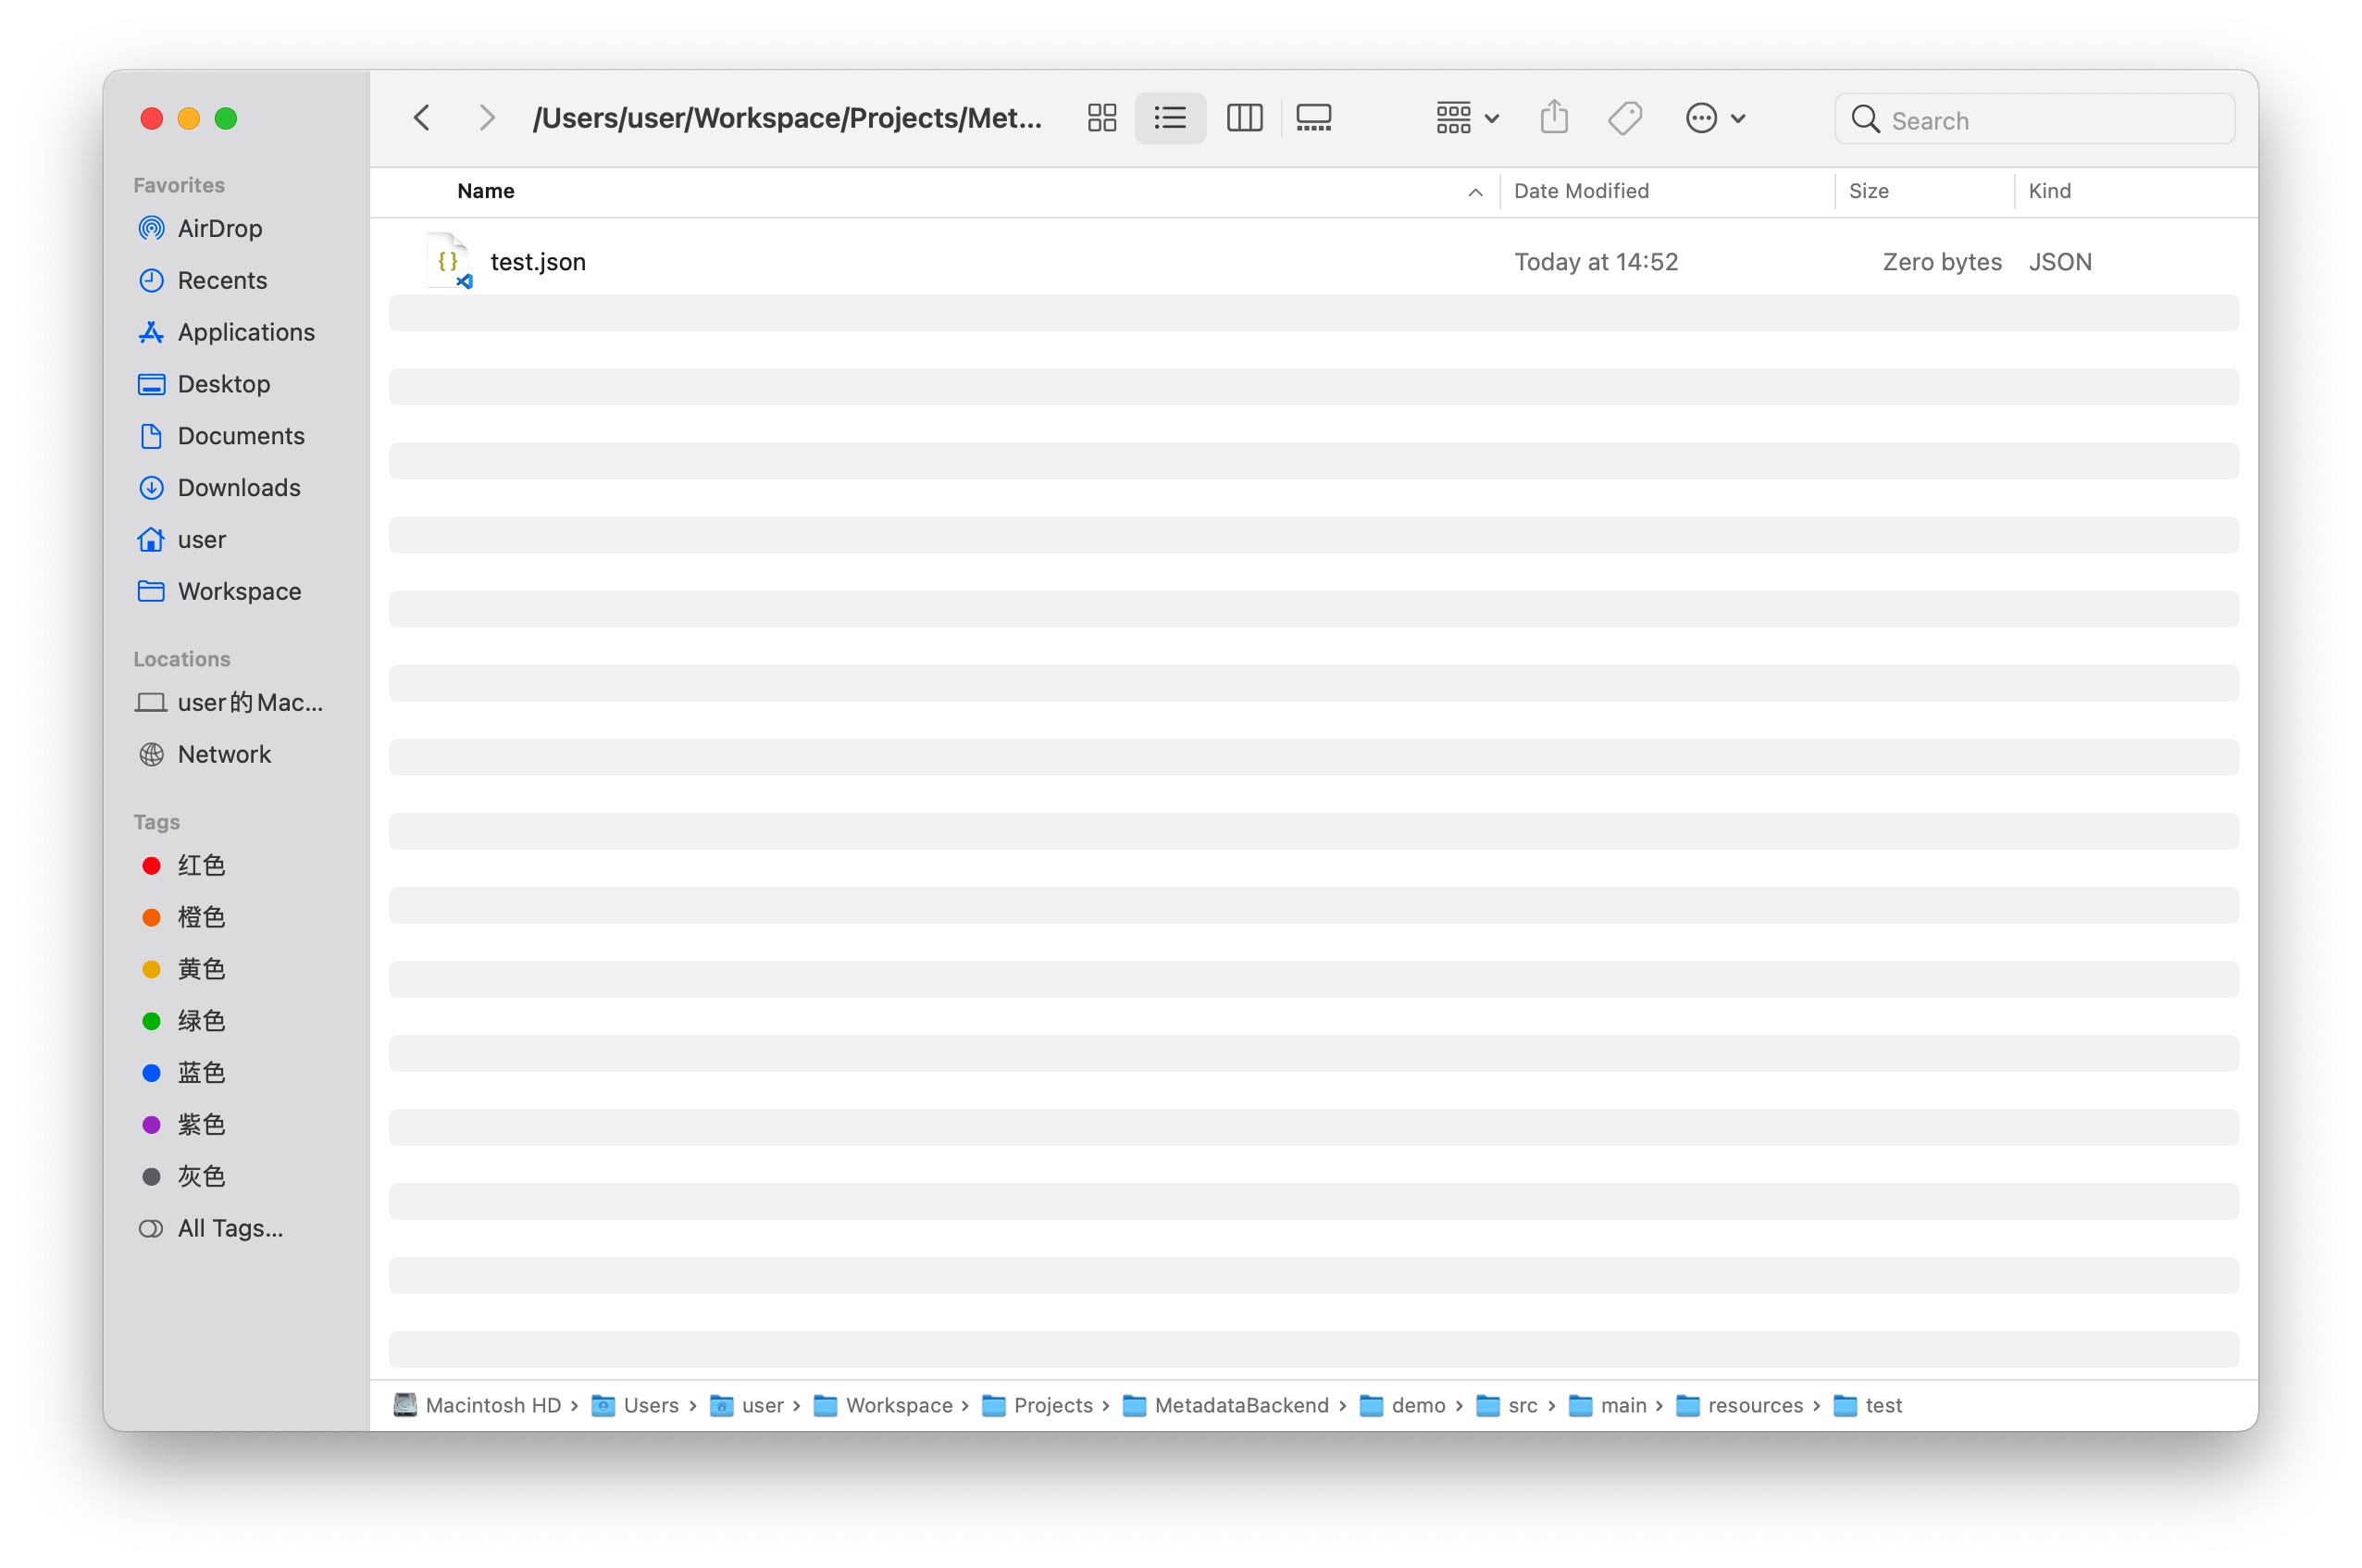 /Users/user/Workspace/Projects/Met...
Search
Favorites
AirDrop
Recents
Applications
Desktop
Documents
Downloads
user
Workspace
Locations
user的Mac...
Network
Tags
红色
橙色
黄色
绿色
蓝色
紫色
灰色
All Tags...
Name Date Modified Size Kind
{} test.json Today at 14:52 Zero bytes JSON
Macintosh HD › Users › user › Workspace › Projects › MetadataBackend › demo › src › main › resources › test